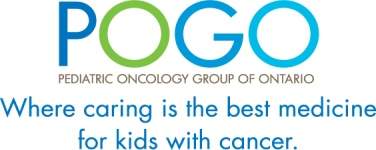 POGO
PEDIATRIC ONCOLOGY GROUP OF ONTARIO
Where caring is the best medicine
for kids with cancer.